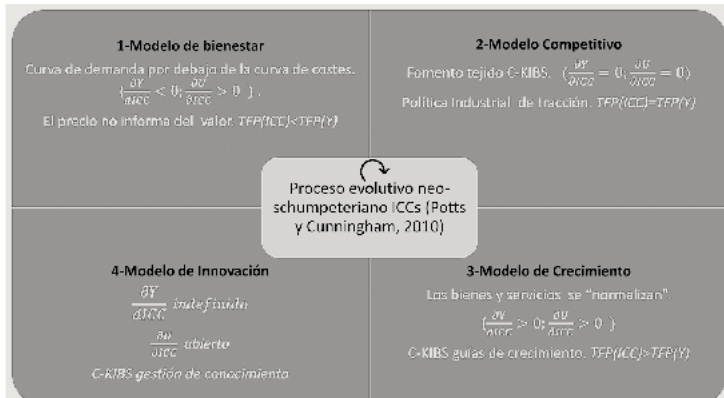 1-Modelo de bienestar
Curva de demanda por debajo de la curva de costes.
{∂Y/∂ICC < 0; ∂U/∂ICC > 0 }.
El precio no informa del valor. TFP(ICC)<TFP(Y)
2-Modelo Competitivo
Fomento tejido C-KIBS. (∂Y/∂ICC = 0; ∂U/∂ICC = 0)
Política Industrial de tracción. TFP(ICC)=TFP(Y)
Proceso evolutivo neo-
schumpeteriano ICCs (Potts
y Cunningham, 2010)
4-Modelo de Innovación
∂Y/∂ICC indefinido
∂U/∂ICC abierto
C-KIBS gestión de conocimiento
3-Modelo de Crecimiento
Los bienes y servicios se "normalizan".
{∂Y/∂ICC > 0; ∂U/∂ICC > 0 }
C-KIBS guías de crecimiento. TFP(ICC)>TFP(Y)